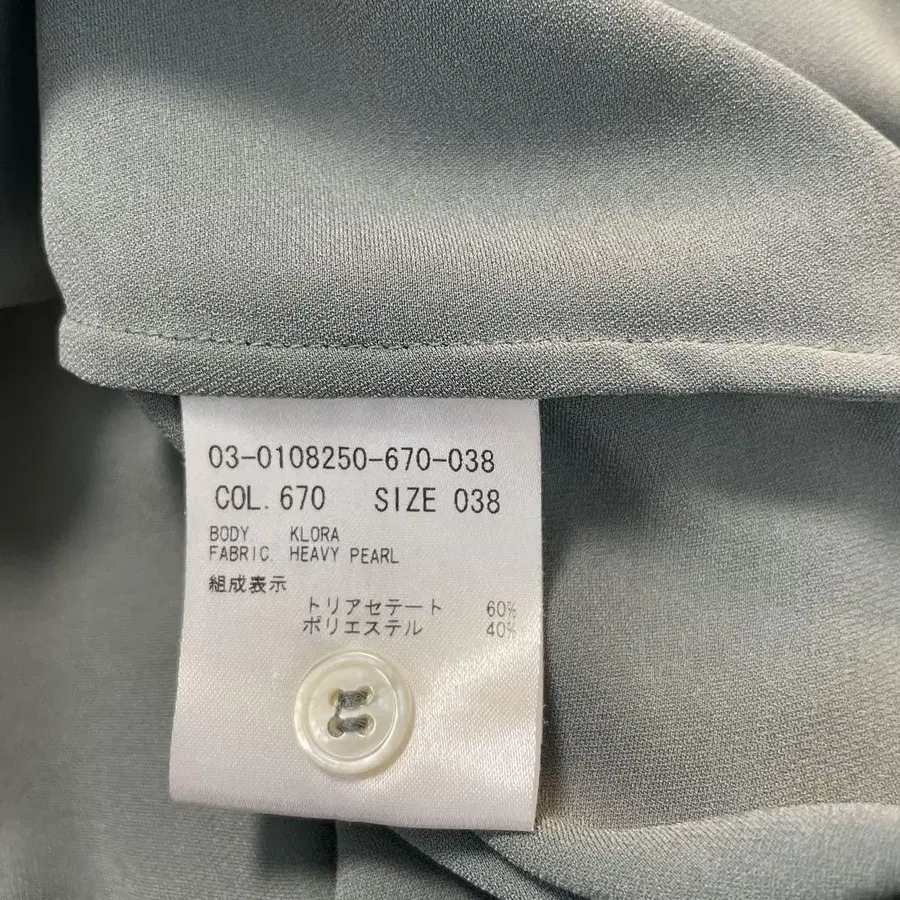 03-0108250-670-038
COL. 670 SIZE 038
BODY. KLORA
FABRIC. HEAVY PEARL
組成表示
トリアセテート 60%
ポリエステル 40%